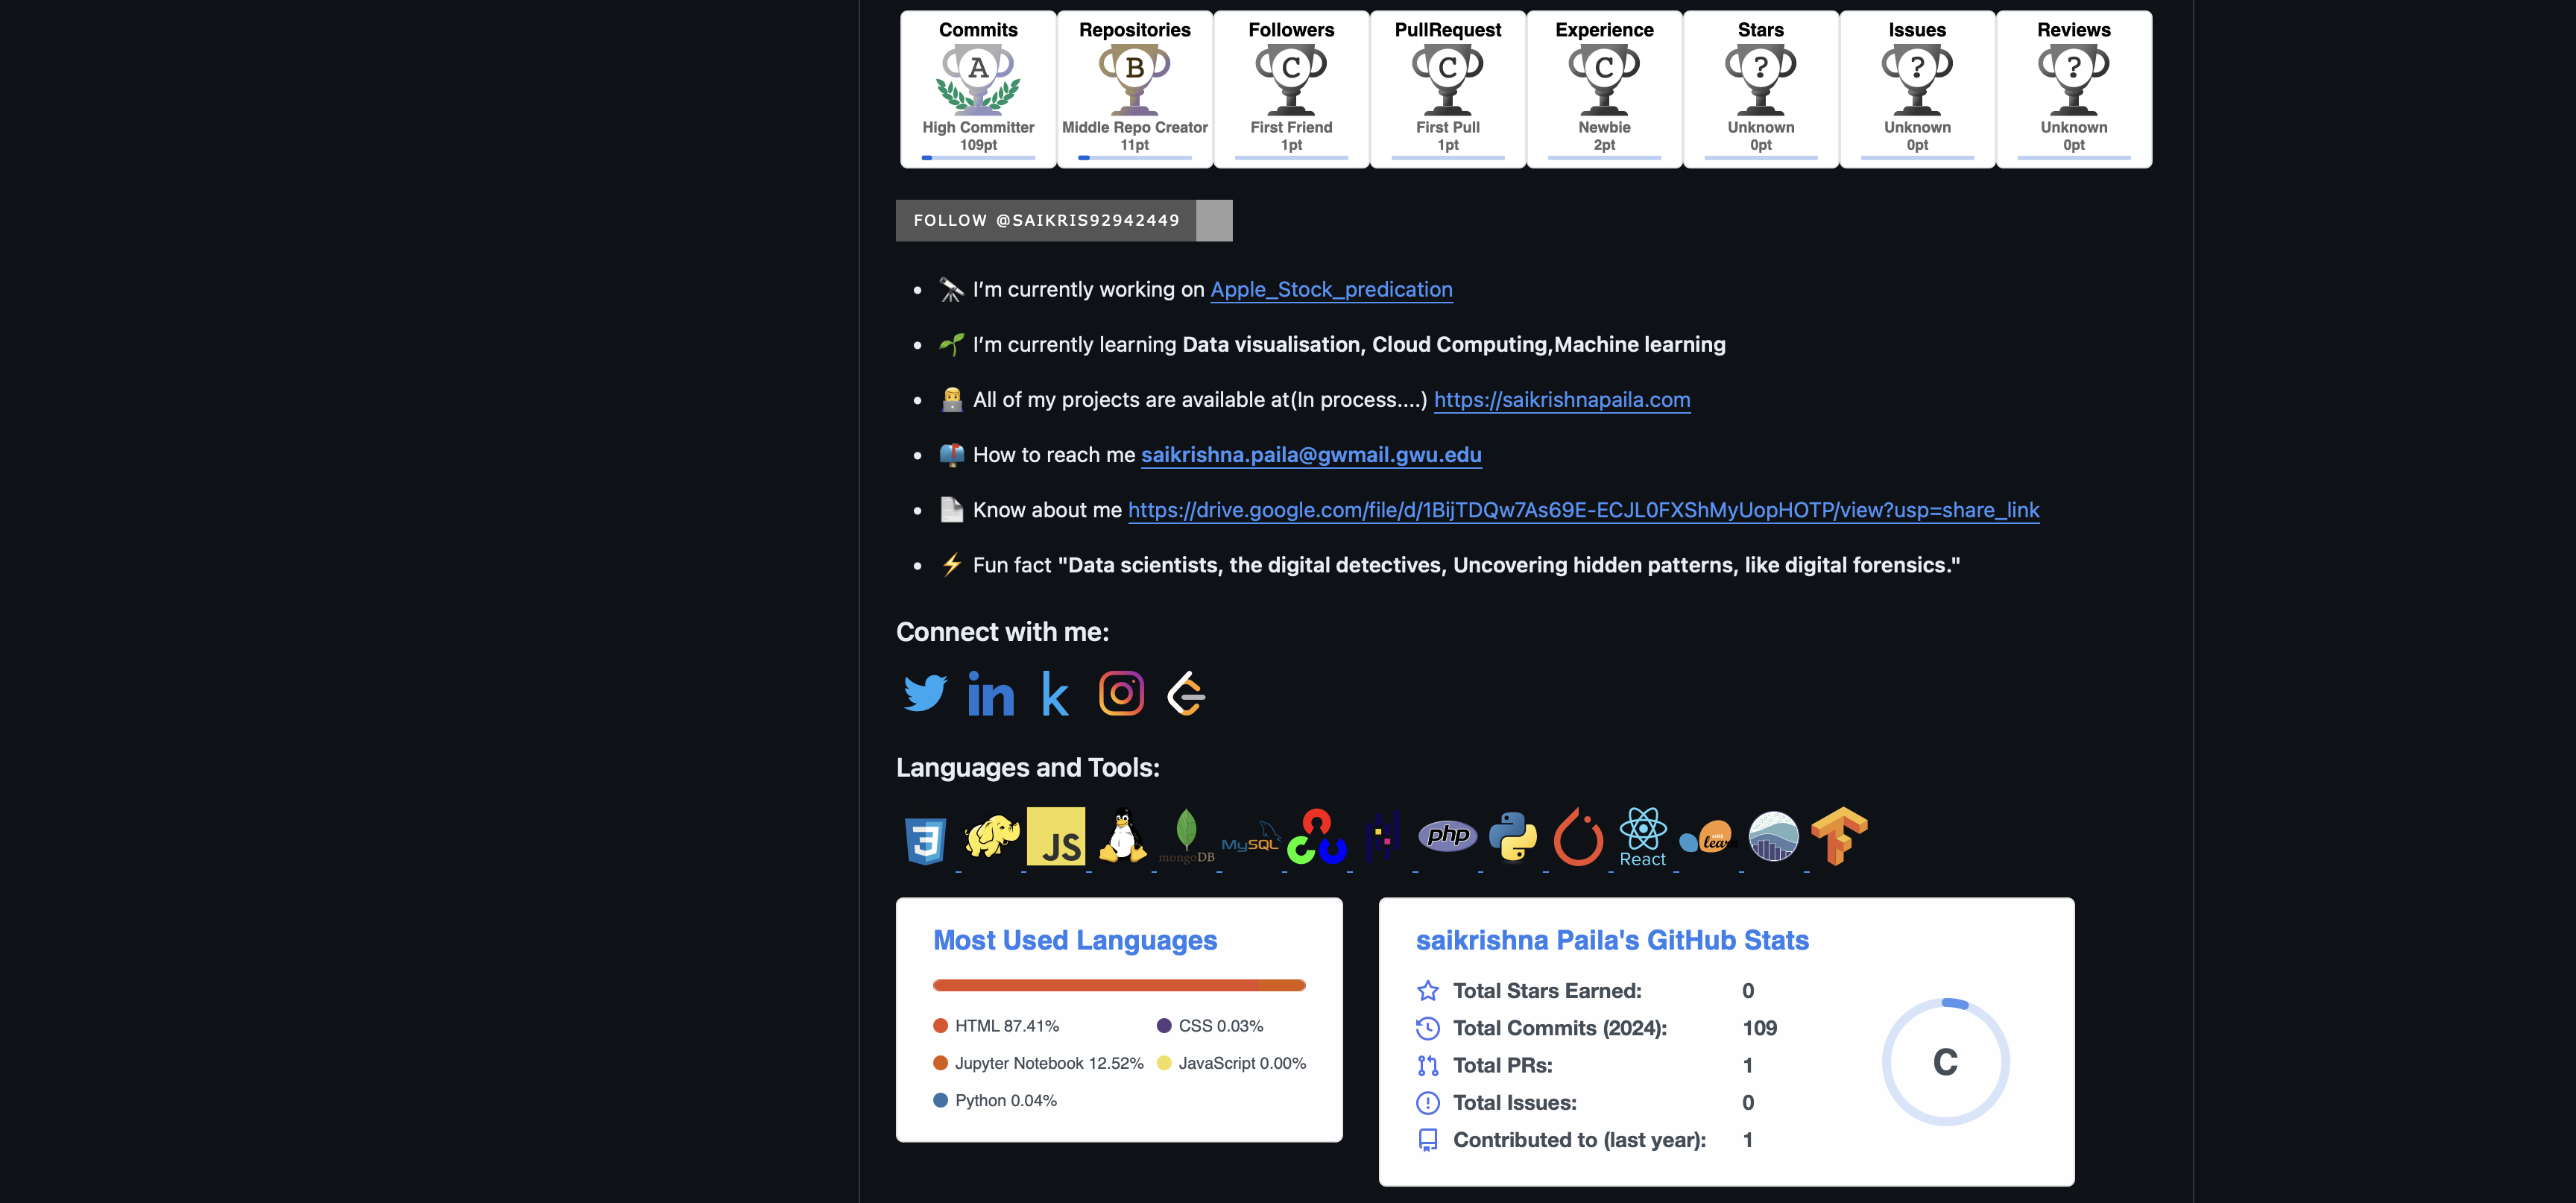 Commits Repositories Followers PullRequest Experience Stars Issues Reviews
A B C C C ? ? ?
High Committer Middle Repo Creator First Friend First Pull Newbie Unknown Unknown Unknown
109pt 11pt 1pt 1pt 2pt 0pt 0pt 0pt
FOLLOW @SAIKRIS92942449
I’m currently working on Apple_Stock_predication
I’m currently learning Data visualisation, Cloud Computing,Machine learning
All of my projects are available at(In process....) https://saikrishnapaila.com
How to reach me saikrishna.paila@gwmail.gwu.edu
Know about me https://drive.google.com/file/d/1BijTDQw7As69E-ECJL0FXShMyUopHOTP/view?usp=share_link
Fun fact "Data scientists, the digital detectives, Uncovering hidden patterns, like digital forensics."
Connect with me:
in k
Languages and Tools:
3 JS mongoDB MySQL php React learn
Most Used Languages
HTML 87.41% CSS 0.03%
Jupyter Notebook 12.52% JavaScript 0.00%
Python 0.04%
saikrishna Paila's GitHub Stats
Total Stars Earned: 0
Total Commits (2024): 109
Total PRs: 1
Total Issues: 0
Contributed to (last year): 1
C